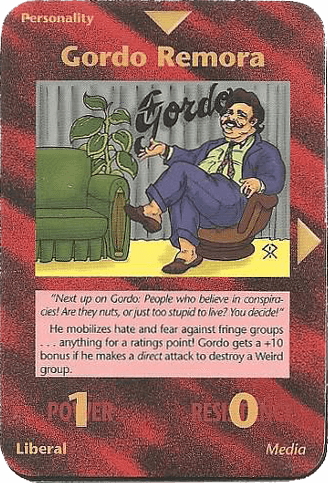 Personality
Gordo Remora
Gordo
"Next up on Gordo: People who believe in conspira-
cies! Are they nuts, or just too stupid to live? You decide!"
He mobilizes hate and fear against fringe groups
. . . anything for a ratings point! Gordo gets a +10
bonus if he makes a direct attack to destroy a Weird
group.
POWER 1 RESISTANCE 0
Liberal Media